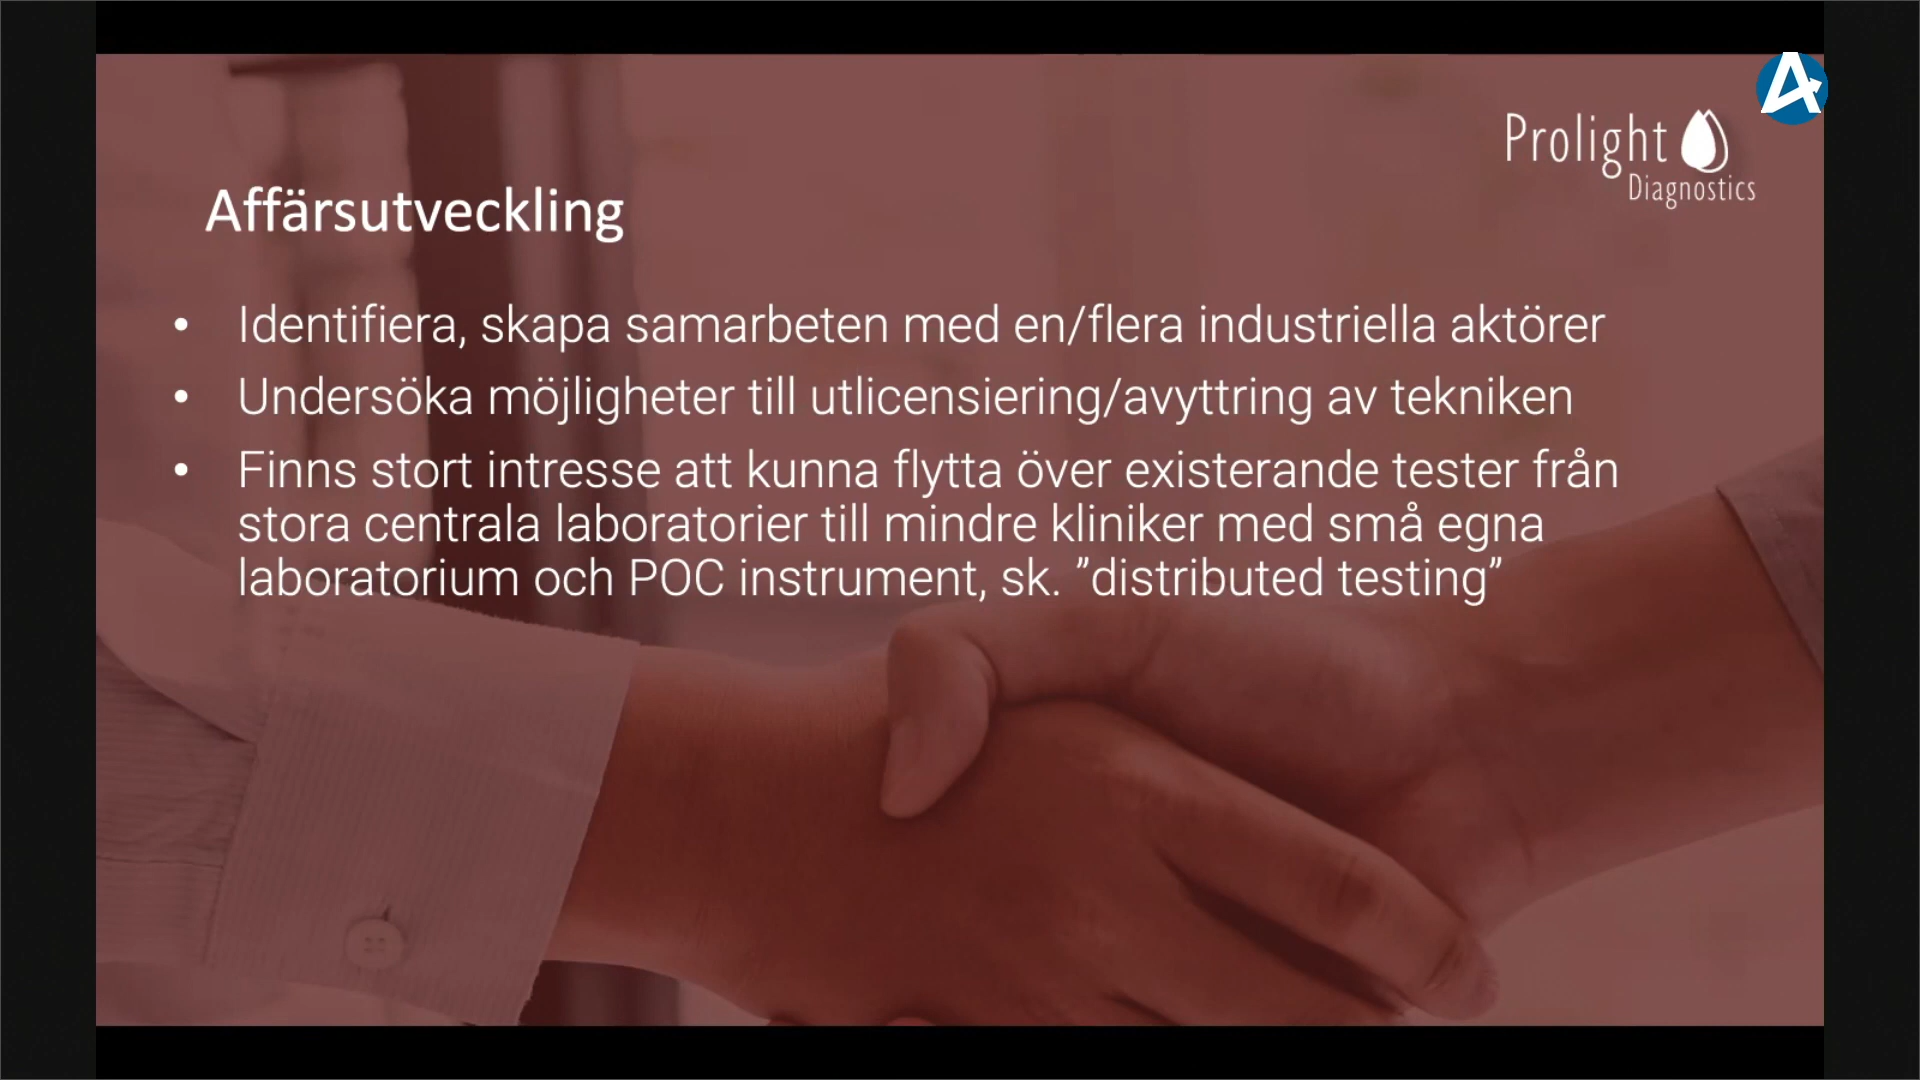 Prolight
Diagnostics
Affärsutveckling
• Identifiera, skapa samarbeten med en/flera industriella aktörer
• Undersöka möjligheter till utlicensiering/avyttring av tekniken
• Finns stort intresse att kunna flytta över existerande tester från
stora centrala laboratorier till mindre kliniker med små egna
laboratorium och POC instrument, sk. ”distributed testing”